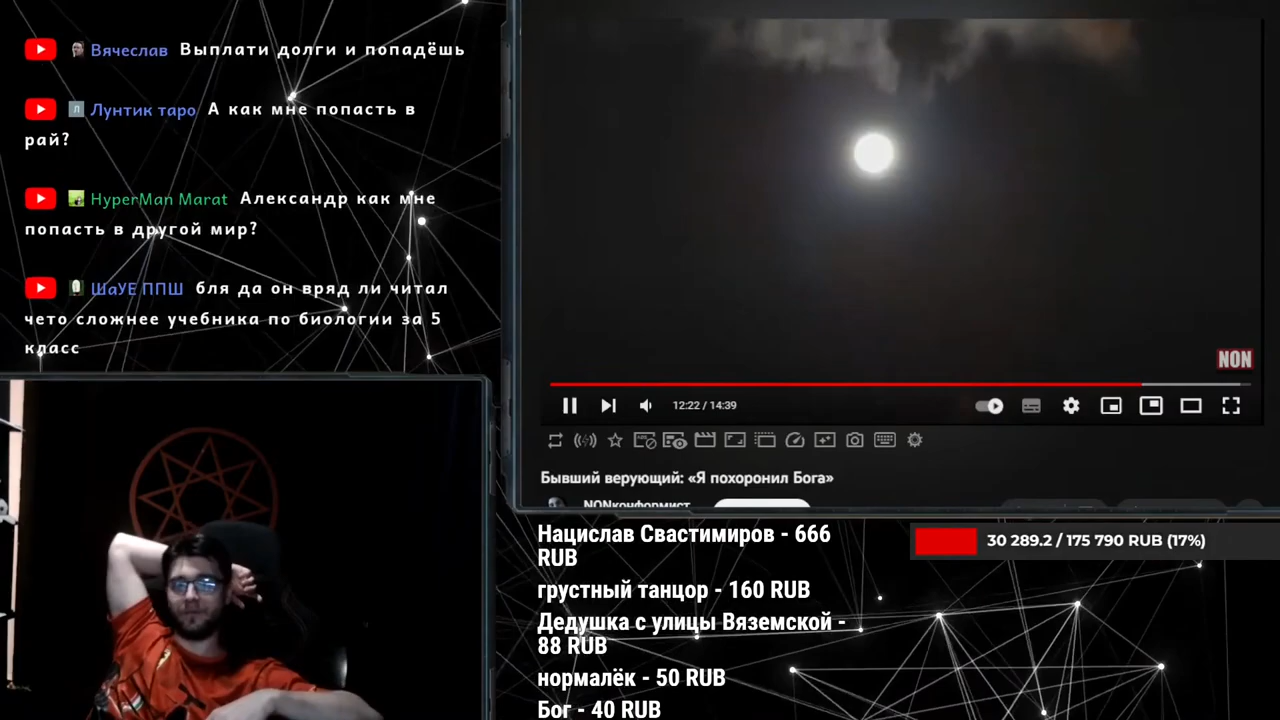 Вячеслав Выплати долги и попадёшь
Лунтик таро А как мне попасть в
рай?
HyperMan Marat Александр как мне
попасть в другой мир?
ШаУЕ ППШ бля да он вряд ли читал
чето сложнее учебника по биологии за 5
класс
NON
12:22 / 14:39
Бывший верующий: «Я похоронил Бога»
NONконформист
Нацислав Свастимиров - 666
RUB
грустный танцор - 160 RUB
Дедушка с улицы Вяземской -
88 RUB
нормалёк - 50 RUB
Бог - 40 RUB
30 289.2 / 175 790 RUB (17%)